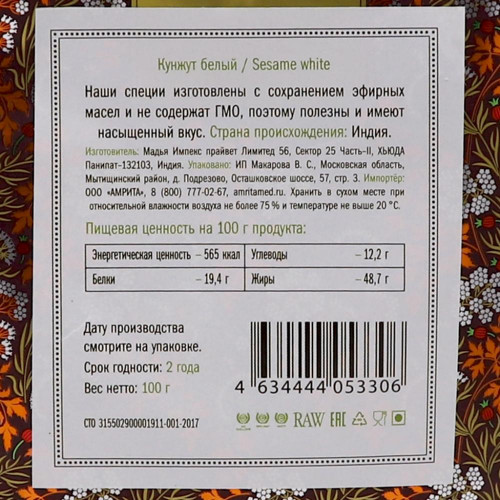 Кунжут белый / Sesame white
Наши специи изготовлены с сохранением эфирных
масел и не содержат ГМО, поэтому полезны и имеют
насыщенный вкус. Страна происхождения: Индия.
Изготовитель: Мадья Импекс прайвет Лимитед 56, Сектор 25 Часть-II, ХЬЮДА
Панипат-132103, Индия. Упаковано: ИП Макарова В. С., Московская область,
Мытищинский район, д. Подрезово, Осташковское шоссе, 57, стр. 3. Импортёр:
ООО «АМРИТА», 8 (800) 777-02-67, amritamed.ru. Хранить в сухом месте при
относительной влажности воздуха не более 75 % и температуре не выше 20 °С.
Пищевая ценность на 100 г продукта:
Энергетическая ценность – 565 ккал Углеводы – 12,2 г
Белки – 19,4 г Жиры – 48,7 г
Дату производства
смотрите на упаковке.
Срок годности: 2 года
Вес нетто: 100 г
4 634444 053306
СТО 315502900001911-001-2017
RAW EAC